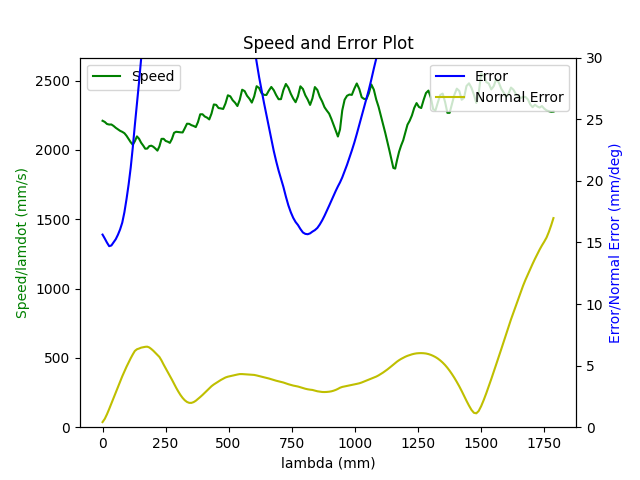 Speed and Error Plot
Speed
Error
Normal Error
2500
2000
1500
1000
500
0
30
25
20
15
10
5
0
Speed/lamdot (mm/s)
Error/Normal Error (mm/deg)
0 250 500 750 1000 1250 1500 1750
lambda (mm)